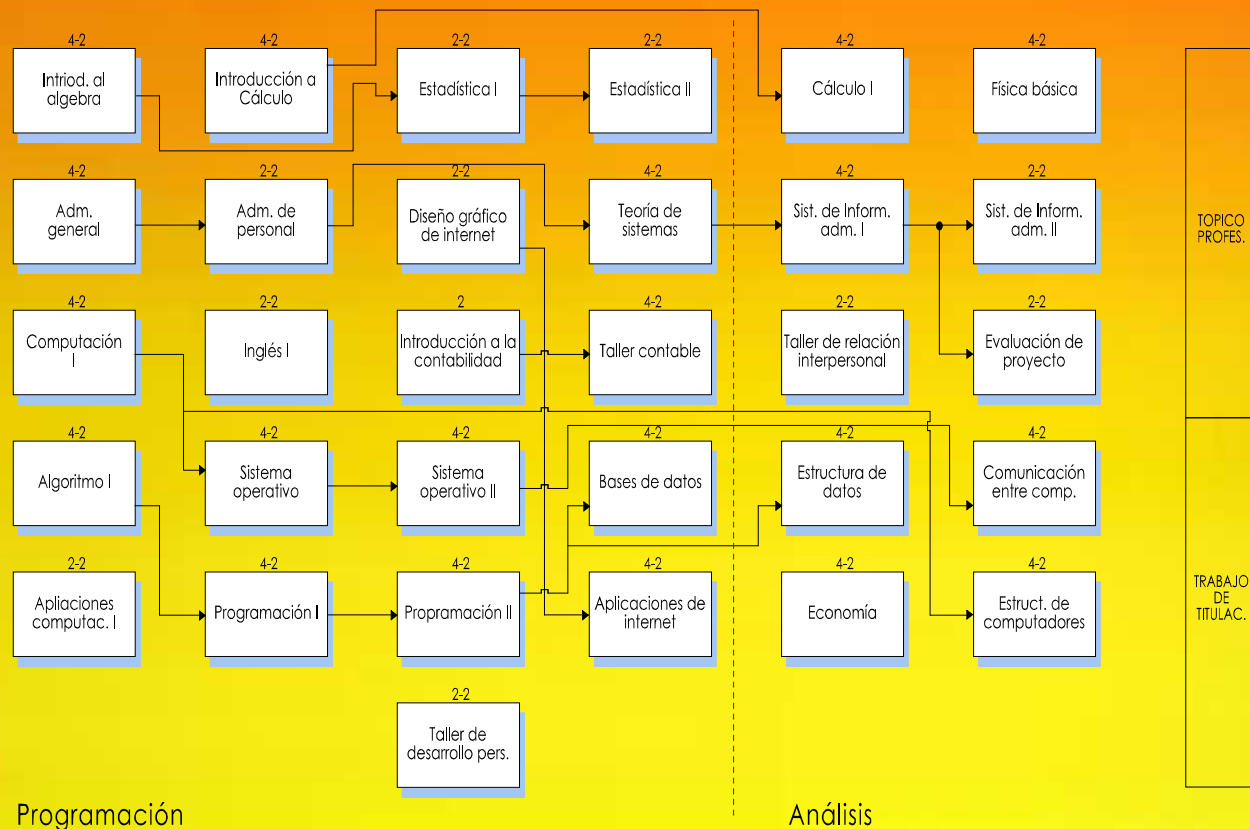 4-2
4-2
2-2
2-2
4-2
4-2
Intriod. al
algebra
Introducción a
Cálculo
Estadística I
Estadística II
Cálculo I
Física básica
4-2
2-2
2-2
4-2
4-2
2-2
Adm.
general
Adm. de
personal
Diseño gráfico
de internet
Teoría de
sistemas
Sist. de Inform.
adm. I
Sist. de Inform.
adm. II
TOPICO
PROFES.
4-2
2-2
2
4-2
2-2
2-2
Computación
I
Inglés I
Introducción a la
contabilidad
Taller contable
Taller de relación
interpersonal
Evaluación de
proyecto
4-2
4-2
4-2
4-2
4-2
4-2
Algoritmo I
Sistema
operativo
Sistema
operativo II
Bases de datos
Estructura de
datos
Comunicación
entre comp.
2-2
4-2
4-2
4-2
4-2
4-2
Apliaciones
computac. I
Programación I
Propramación II
Aplicaciones de
internet
Economía
Estruct. de
computadores
TRABAJO
DE
TITULAC.
2-2
Taller de
desarrollo pers.
Programación
Análisis